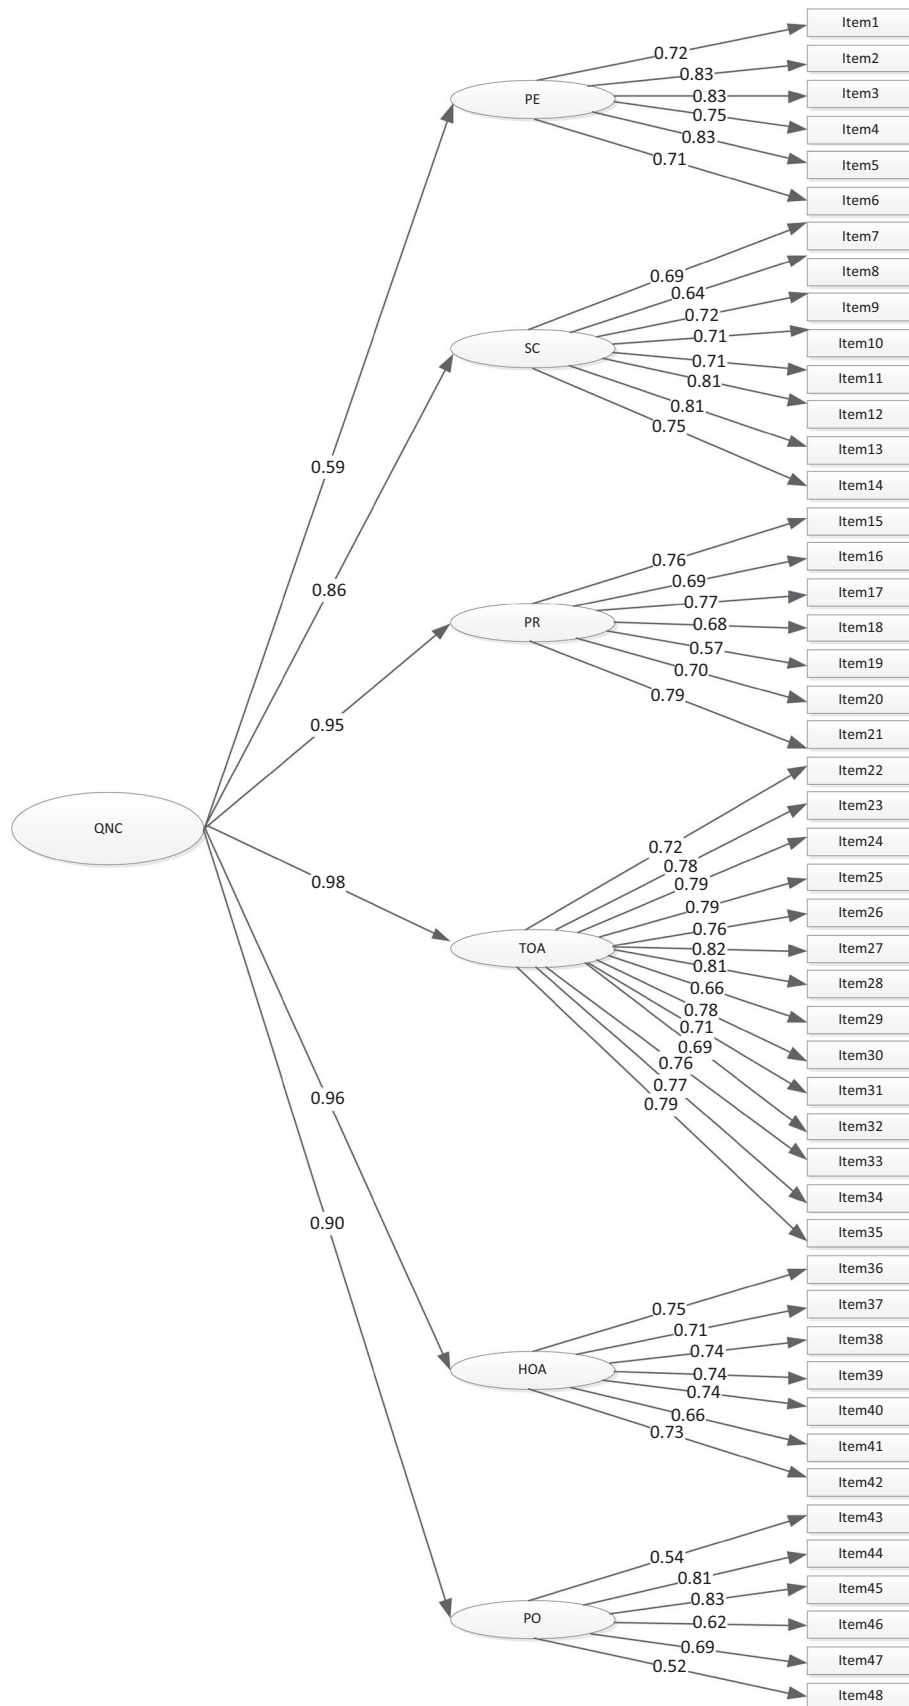 Item1
0.72
Item2
0.83
PE
0.83
Item3
0.75
Item4
0.83
Item5
0.71
Item6
Item7
0.69
Item8
0.64
Item9
0.72
SC
0.71
Item10
0.71
Item11
0.81
Item12
0.81
Item13
0.75
Item14
0.59
Item15
0.76
Item16
0.69
0.86
Item17
0.77
PR
0.68
Item18
0.57
Item19
0.70
Item20
0.79
Item21
0.95
Item22
QNC
Item23
0.72
Item24
0.78
0.98
0.79
Item25
0.79
Item26
0.76
TOA
0.82
Item27
0.81
Item28
0.66
Item29
0.78
Item30
0.71
0.69
Item31
0.76
0.77
Item32
0.96
0.79
Item33
Item34
0.90
Item35
Item36
0.75
Item37
0.71
Item38
0.74
HOA
0.74
Item39
0.74
Item40
0.66
Item41
0.73
Item42
Item43
0.54
Item44
0.81
Item45
0.83
PO
0.62
Item46
0.69
Item47
0.52
Item48